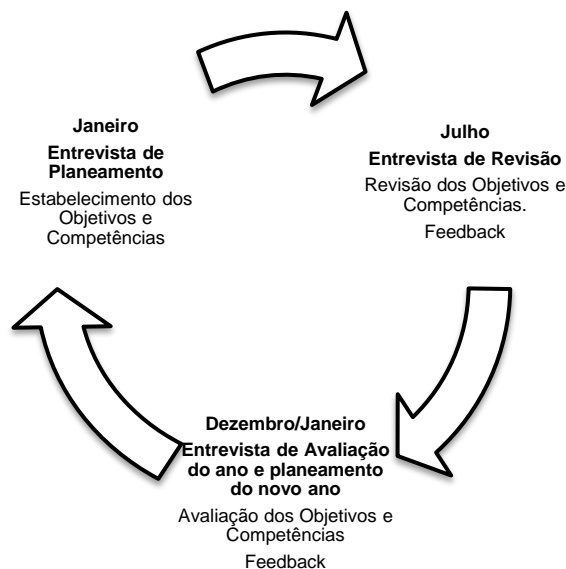 Janeiro
Entrevista de
Planeamento
Estabelecimento dos
Objetivos e
Competências
Julho
Entrevista de Revisão
Revisão dos Objetivos e
Competências.
Feedback
Dezembro/Janeiro
Entrevista de Avaliação
do ano e planeamento
do novo ano
Avaliação dos Objetivos e
Competências
Feedback